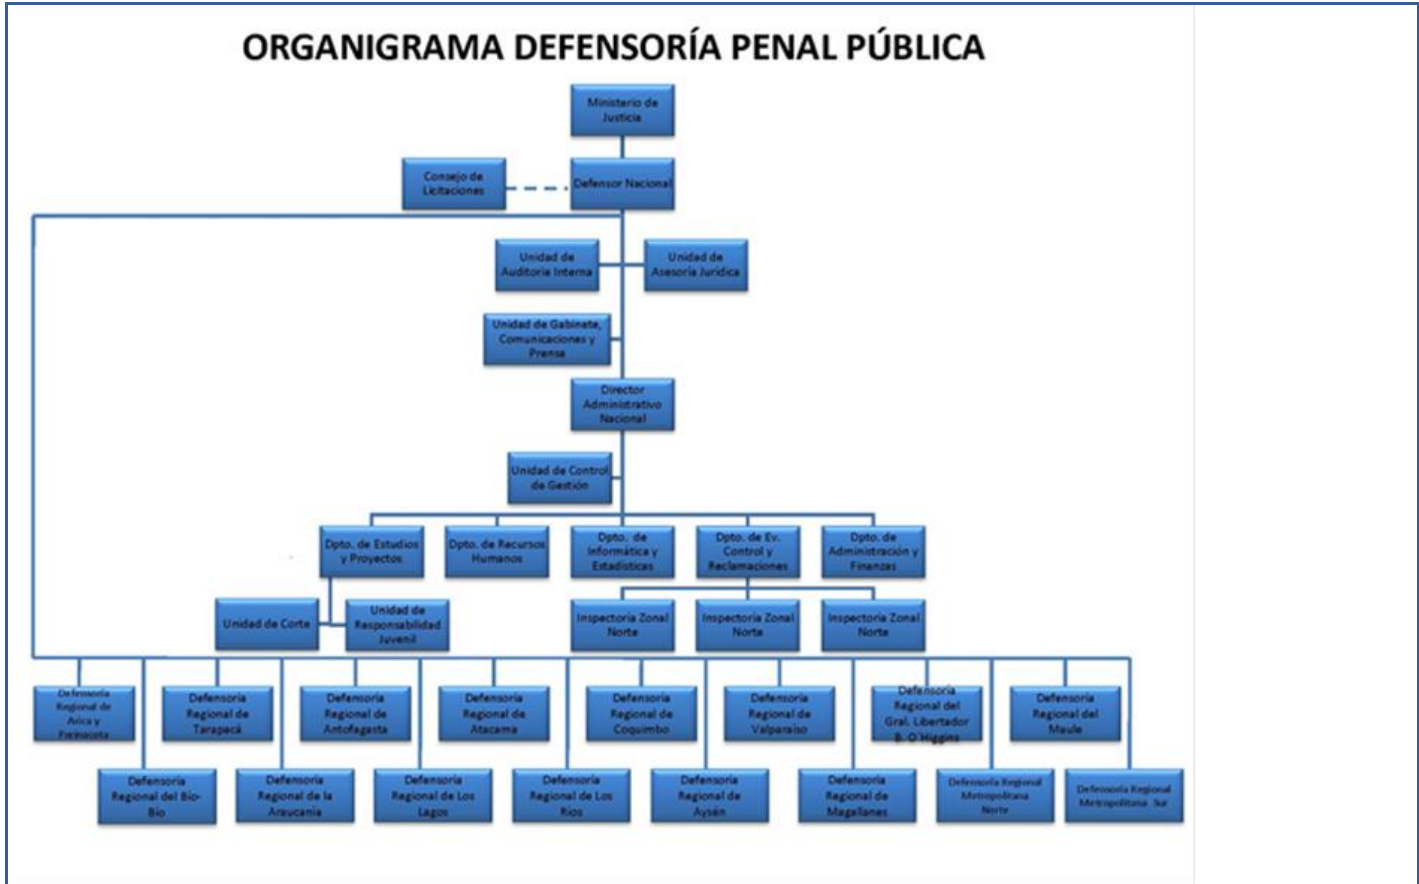 ORGANIGRAMA DEFENSORÍA PENAL PÚBLICA
Ministerio de
Justicia
Consejo de
Licitaciones
Defensor Nacional
Unidad de
Auditoria Interna
Unidad de
Asesoría Jurídica
Unidad de Gabinete,
Comunicaciones y
Prensa
Director
Administrativo
Nacional
Unidad de Control
de Gestión
Dpto. de Estudios
y Proyectos
Dpto. de Recursos
Humanos
Dpto. de
Informática y
Estadísticas
Dpto. de Ev.
Control y
Reclamaciones
Dpto. de
Administración y
Finanzas
Unidad de Corte
Unidad de
Responsabilidad
Juvenil
Inspectoría Zonal
Norte
Inspectoría Zonal
Norte
Inspectoría Zonal
Norte
Defensoría
Regional de
Arica y
Parinacota
Defensoría
Regional de
Tarapacá
Defensoría
Regional de
Antofagasta
Defensoría
Regional de
Atacama
Defensoría
Regional de
Coquimbo
Defensoría
Regional de
Valparaíso
Defensoría
Regional del
Gral. Libertador
B. O'Higgins
Defensoría
Regional del
Maule
Defensoría
Regional del Bio-
Bío
Defensoría
Regional de la
Araucanía
Defensoría
Regional de Los
Lagos
Defensoría
Regional de Los
Ríos
Defensoría
Regional de
Aysén
Defensoría
Regional de
Magallanes
Defensoría Regional
Metropolitana
Norte
Defensoría Regional
Metropolitana Sur